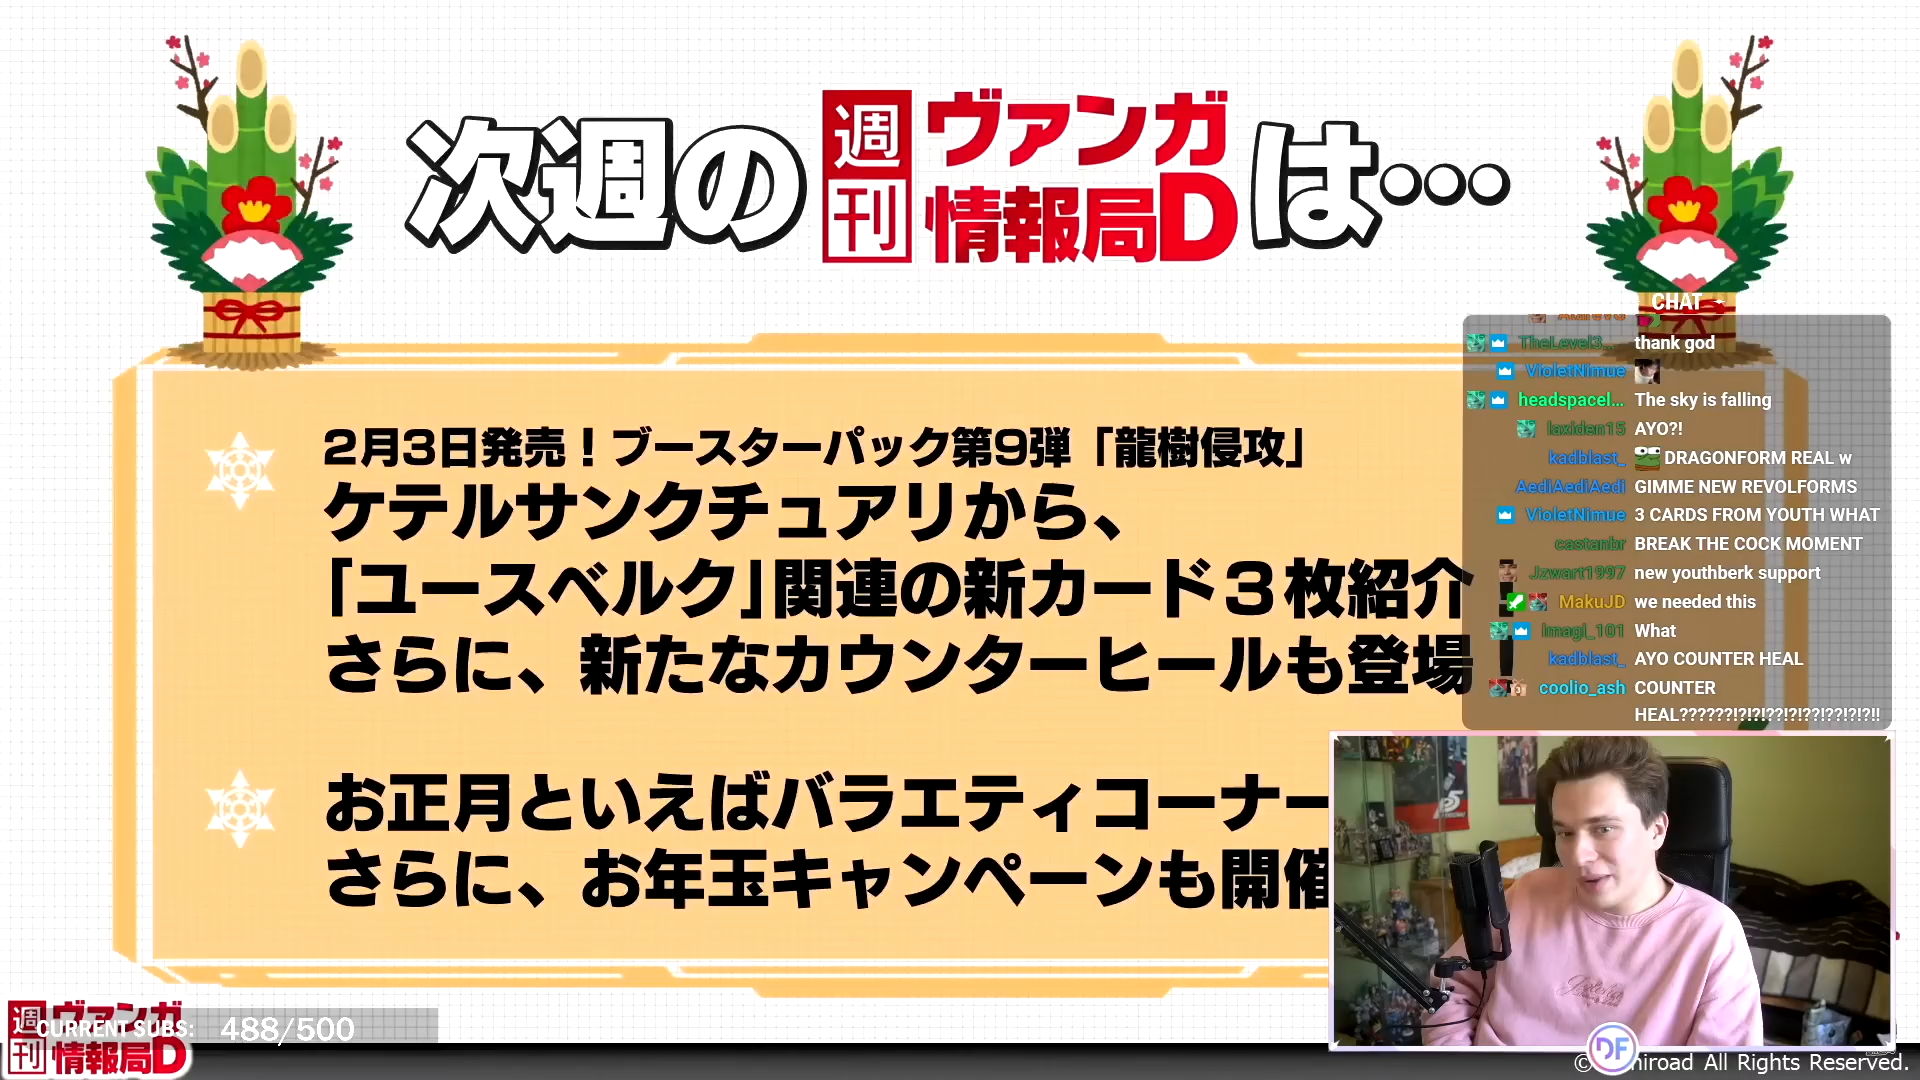 次週の週刊ヴァンガ情報局Dは…
2月3日発売！ブースターパック第9弾「龍樹侵攻」
ケテルサンクチュアリから、
「ユースベルク」関連の新カード３枚紹介
さらに、新たなカウンターヒールも登場
お正月といえばバラエティコーナー
さらに、お年玉キャンペーンも開催
CHAT
TheLevel3... thank god
VioletNimue
headspacel... The sky is falling
laxiden15 AYO?!
kadblast_ DRAGONFORM REAL w
AediAediAedi GIMME NEW REVOLFORMS
VioletNimue 3 CARDS FROM YOUTH WHAT
castanbr BREAK THE COCK MOMENT
Jzwart1997 new youthberk support
MakuJD we needed this
Imagi_101 What
kadblast_ AYO COUNTER HEAL
coolio_ash COUNTER
HEAL??????!?!?!??!?!??!??!?!?!!
週刊ヴァンガ情報局D
CURRENT SUBS: 488/500
DF
© iroad All Rights Reserved.